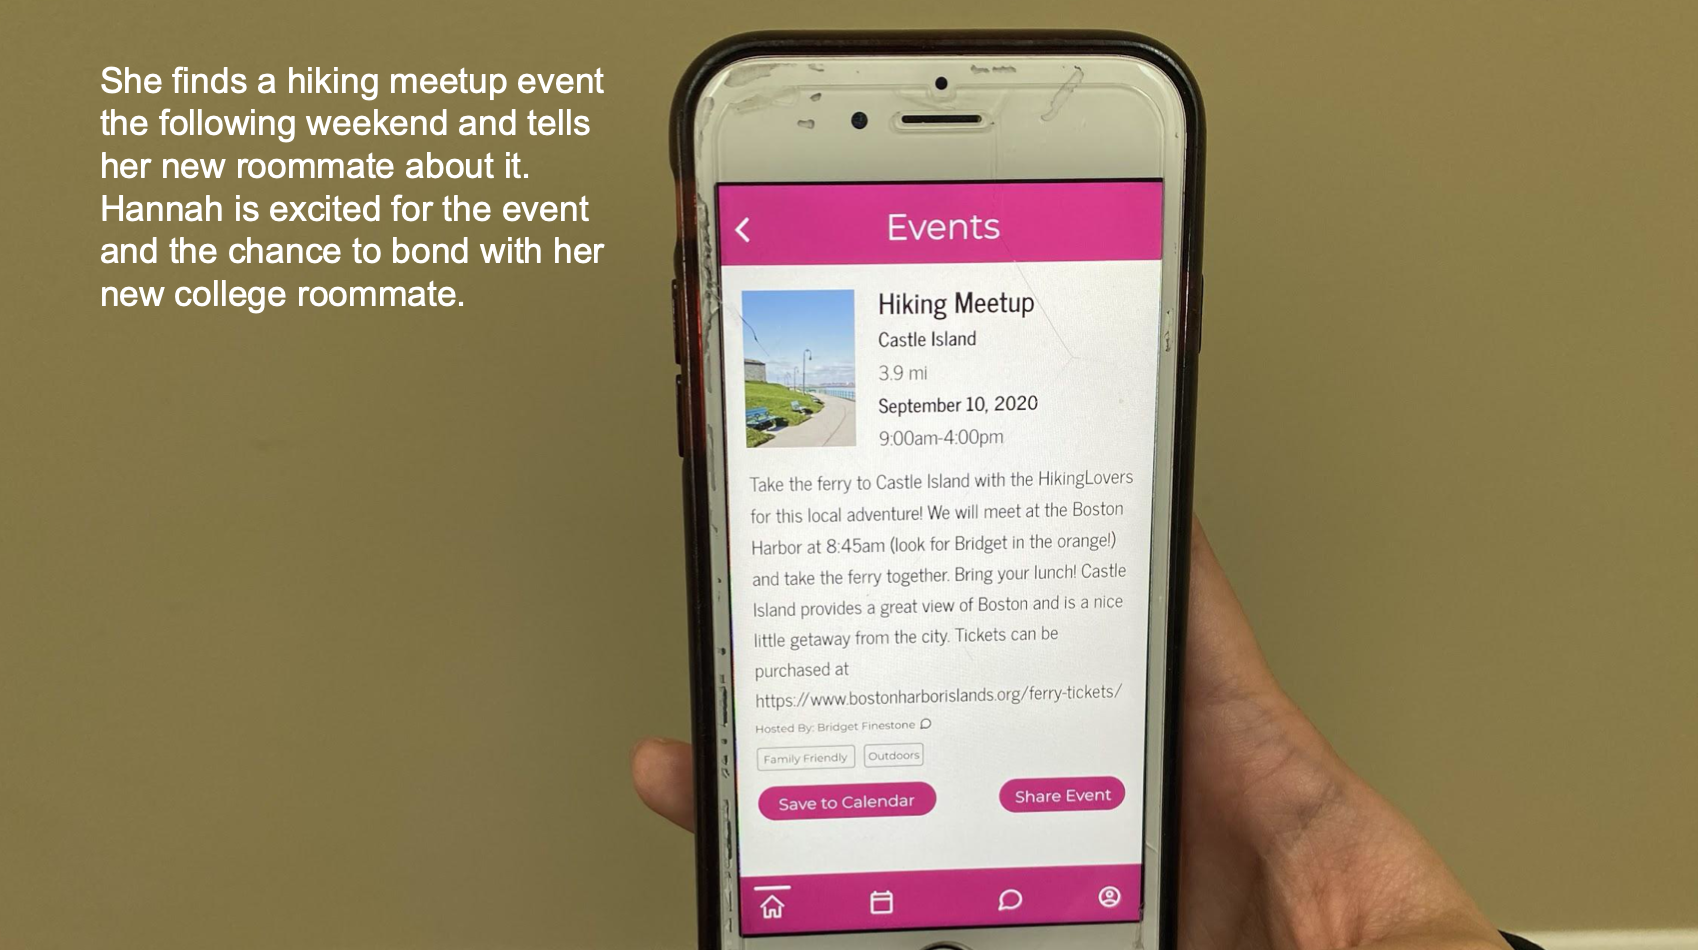 She finds a hiking meetup event
the following weekend and tells
her new roommate about it.
Hannah is excited for the event
and the chance to bond with her
new college roommate.
Events
Hiking Meetup
Castle Island
3.9 mi
September 10, 2020
9:00am-4:00pm
Take the ferry to Castle Island with the HikingLovers
for this local adventure! We will meet at the Boston
Harbor at 8:45am (look for Bridget in the orange!)
and take the ferry together. Bring your lunch! Castle
Island provides a great view of Boston and is a nice
little getaway from the city. Tickets can be
purchased at
https://www.bostonharborislands.org/ferry-tickets/
Hosted By: Bridget Finestone
Family Friendly Outdoors
Save to Calendar Share Event